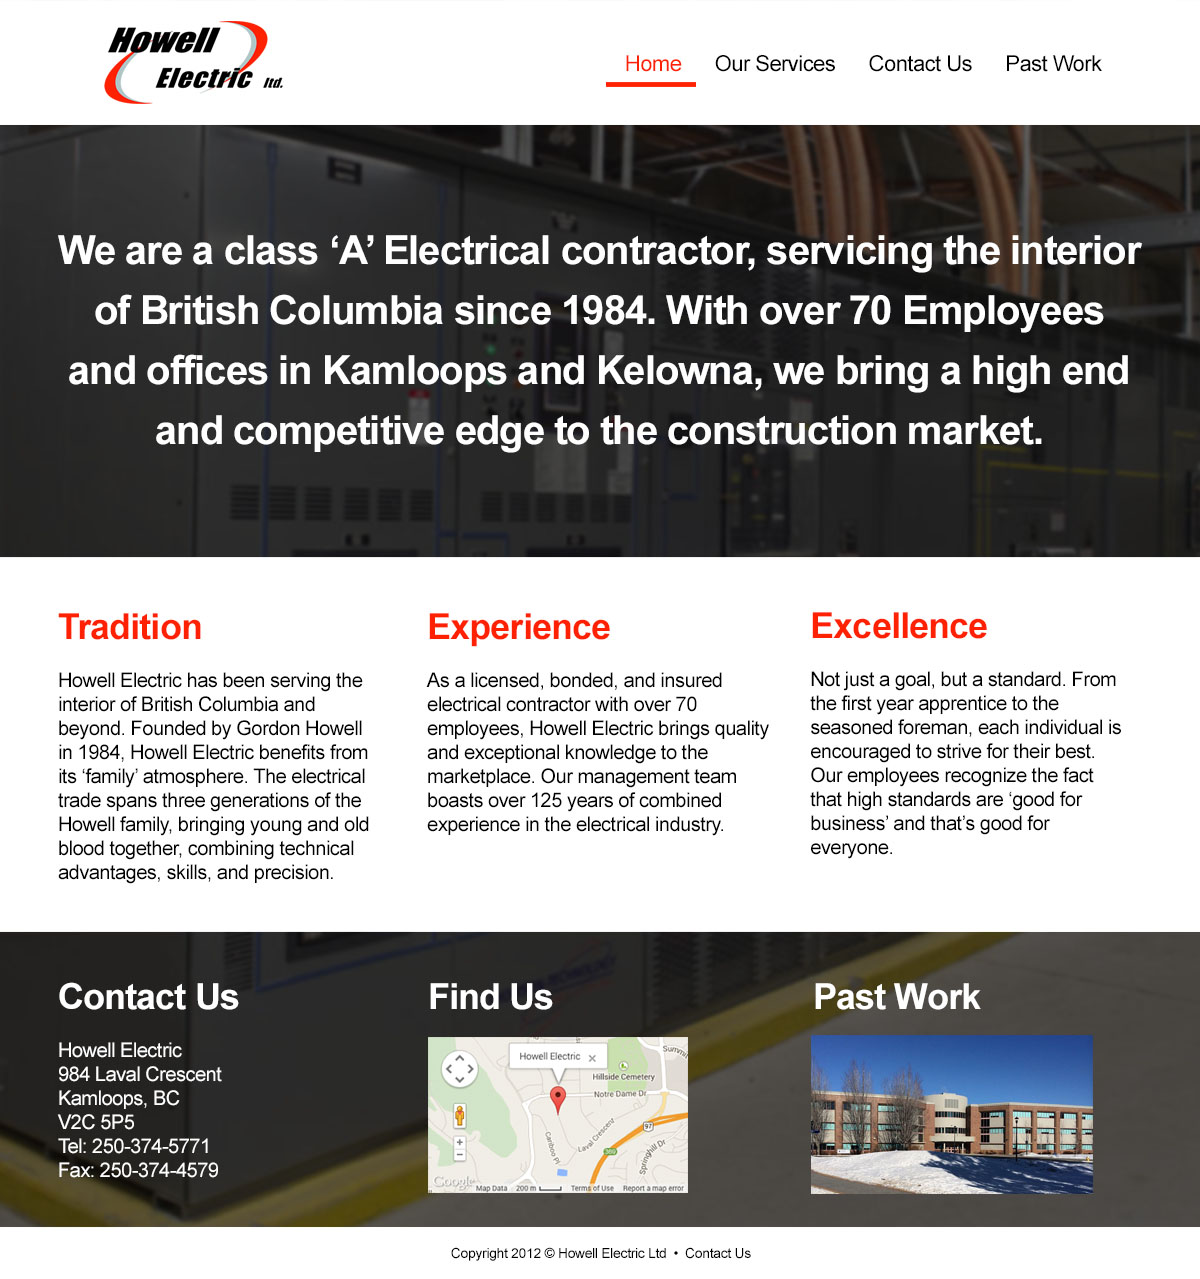 Howell
Electric ltd.
Home Our Services Contact Us Past Work
We are a class ‘A’ Electrical contractor, servicing the interior
of British Columbia since 1984. With over 70 Employees
and offices in Kamloops and Kelowna, we bring a high end
and competitive edge to the construction market.
Tradition
Howell Electric has been serving the
interior of British Columbia and
beyond. Founded by Gordon Howell
in 1984, Howell Electric benefits from
its ‘family’ atmosphere. The electrical
trade spans three generations of the
Howell family, bringing young and old
blood together, combining technical
advantages, skills, and precision.
Experience
As a licensed, bonded, and insured
electrical contractor with over 70
employees, Howell Electric brings quality
and exceptional knowledge to the
marketplace. Our management team
boasts over 125 years of combined
experience in the electrical industry.
Excellence
Not just a goal, but a standard. From
the first year apprentice to the
seasoned foreman, each individual is
encouraged to strive for their best.
Our employees recognize the fact
that high standards are ‘good for
business’ and that’s good for
everyone.
Contact Us
Howell Electric
984 Laval Crescent
Kamloops, BC
V2C 5P5
Tel: 250-374-5771
Fax: 250-374-4579
Find Us
Howell Electric
Summit
Hillside Cemetery
Notre Dame Dr
97
Cariboo Pl
Laval Crescent
Springhill Dr
Google Map Data 200 m Terms of Use Report a map error
Past Work
Copyright 2012 © Howell Electric Ltd • Contact Us